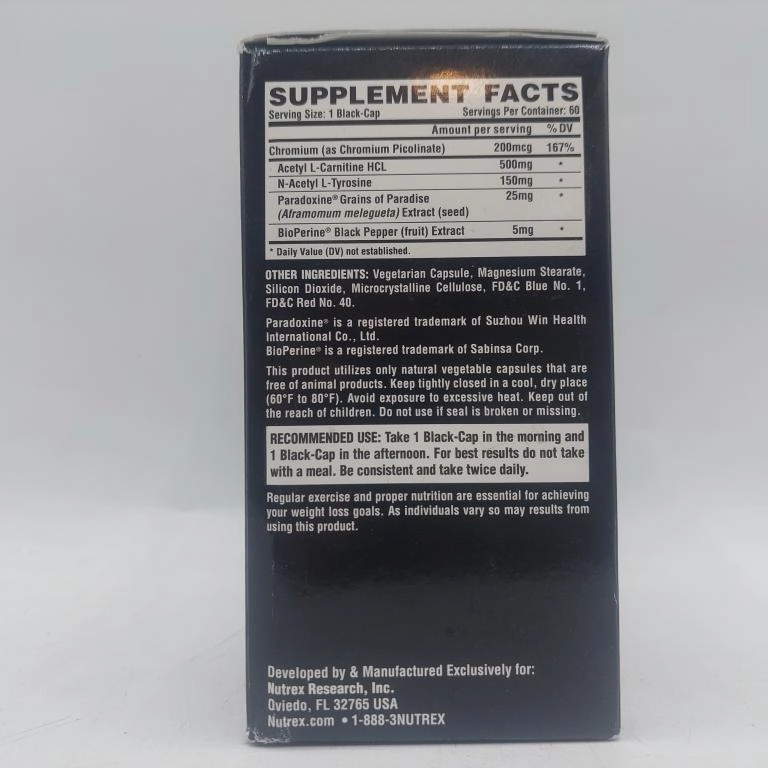 SUPPLEMENT FACTS
Serving Size: 1 Black-Cap Servings Per Container: 60
Amount per serving % DV
Chromium (as Chromium Picolinate) 200mcg 167%
Acetyl L-Carnitine HCL 500mg *
N-Acetyl L-Tyrosine 150mg *
Paradoxine® Grains of Paradise 25mg *
(Aframomum melegueta) Extract (seed)
BioPerine® Black Pepper (fruit) Extract 5mg *
* Daily Value (DV) not established.
OTHER INGREDIENTS: Vegetarian Capsule, Magnesium Stearate,
Silicon Dioxide, Microcrystalline Cellulose, FD&C Blue No. 1,
FD&C Red No. 40.
Paradoxine® is a registered trademark of Suzhou Win Health
International Co., Ltd.
BioPerine® is a registered trademark of Sabinsa Corp.
This product utilizes only natural vegetable capsules that are
free of animal products. Keep tightly closed in a cool, dry place
(60°F to 80°F). Avoid exposure to excessive heat. Keep out of
the reach of children. Do not use if seal is broken or missing.
RECOMMENDED USE: Take 1 Black-Cap in the morning and
1 Black-Cap in the afternoon. For best results do not take
with a meal. Be consistent and take twice daily.
Regular exercise and proper nutrition are essential for achieving
your weight loss goals. As individuals vary so may results from
using this product.
Developed by & Manufactured Exclusively for:
Nutrex Research, Inc.
Oviedo, FL 32765 USA
Nutrex.com • 1-888-3NUTREX